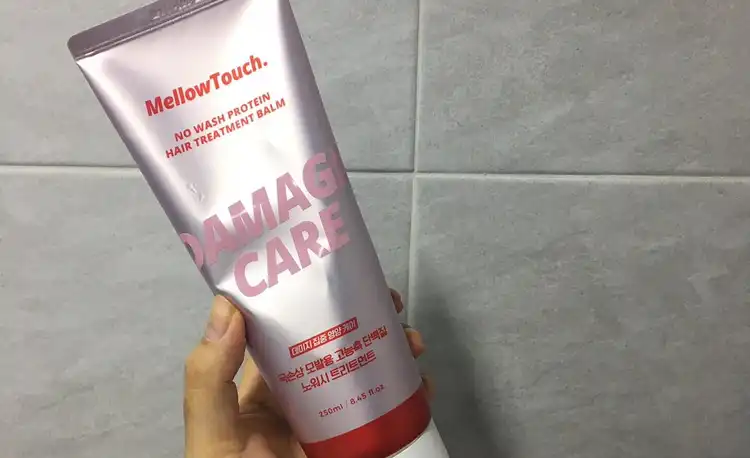 MellowTouch.
NO WASH PROTEIN
HAIR TREATMENT BALM
DAMAG
CARE
데미지 집중 영양 케어
극손상 모발용 고농축 단백질
노워시 트리트먼트
250ml / 8.45 fl.oz.